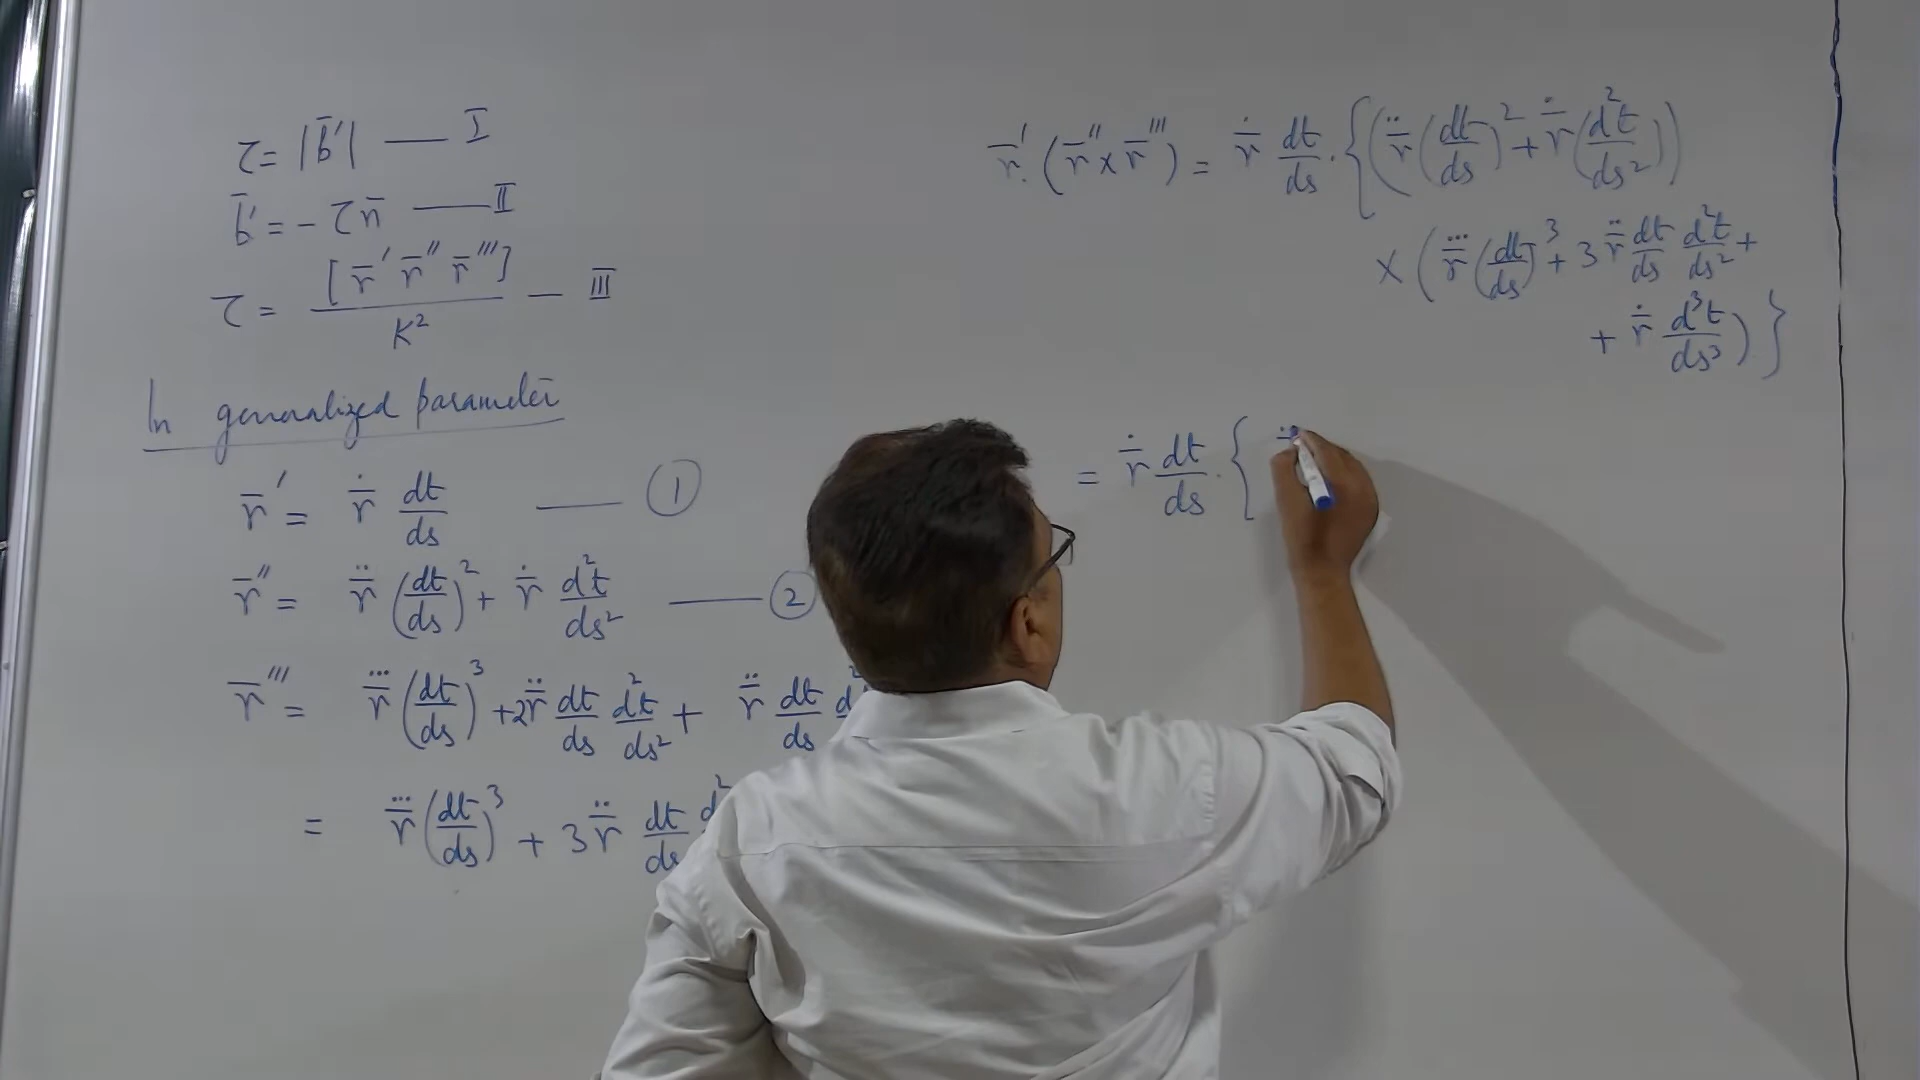 τ = |b̄′| —— I
b̄′ = - τ n̄ —— II
τ = [r̄′ r̄″ r̄‴] / K² — III
In generalized parameter
r̄′ = ṙ̄ dt/ds —— ①
r̄″ = r̈̄ (dt/ds)² + ṙ̄ d²t/ds² —— ②
r̄‴ = r⃛̄ (dt/ds)³ + 2r̈̄ dt/ds d²t/ds² + r̈̄ dt/ds
= r⃛̄ (dt/ds)³ + 3r̈̄ dt/ds
r̄′. (r̄″ × r̄‴) = ṙ̄ dt/ds . {(r̈̄ (dt/ds)² + ṙ̄ (d²t/ds²))
× (r⃛̄ (dt/ds)³ + 3 r̈̄ dt/ds d²t/ds² +
+ ṙ̄ d³t/ds³)}
= ṙ̄ dt/ds . {